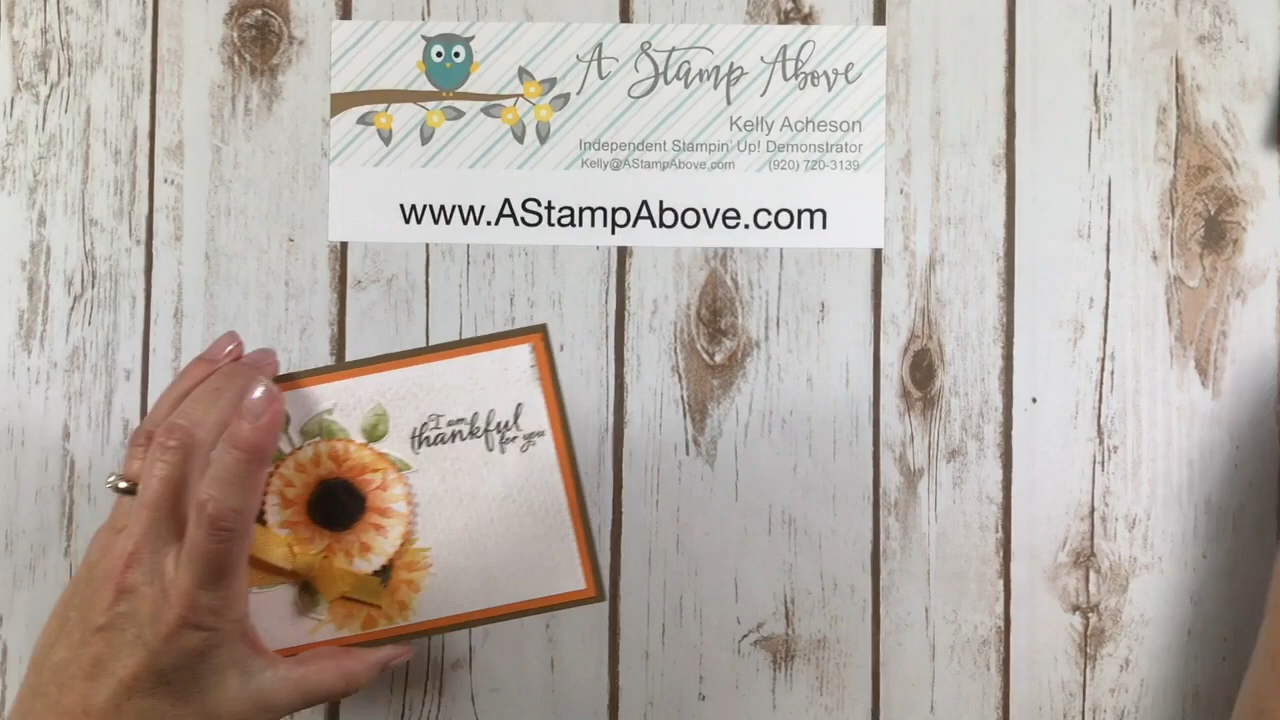 A Stamp Above
Kelly Acheson
Independent Stampin' Up! Demonstrator
Kelly@AStampAbove.com (920) 720-3139
www.AStampAbove.com
I am
thankful
for you